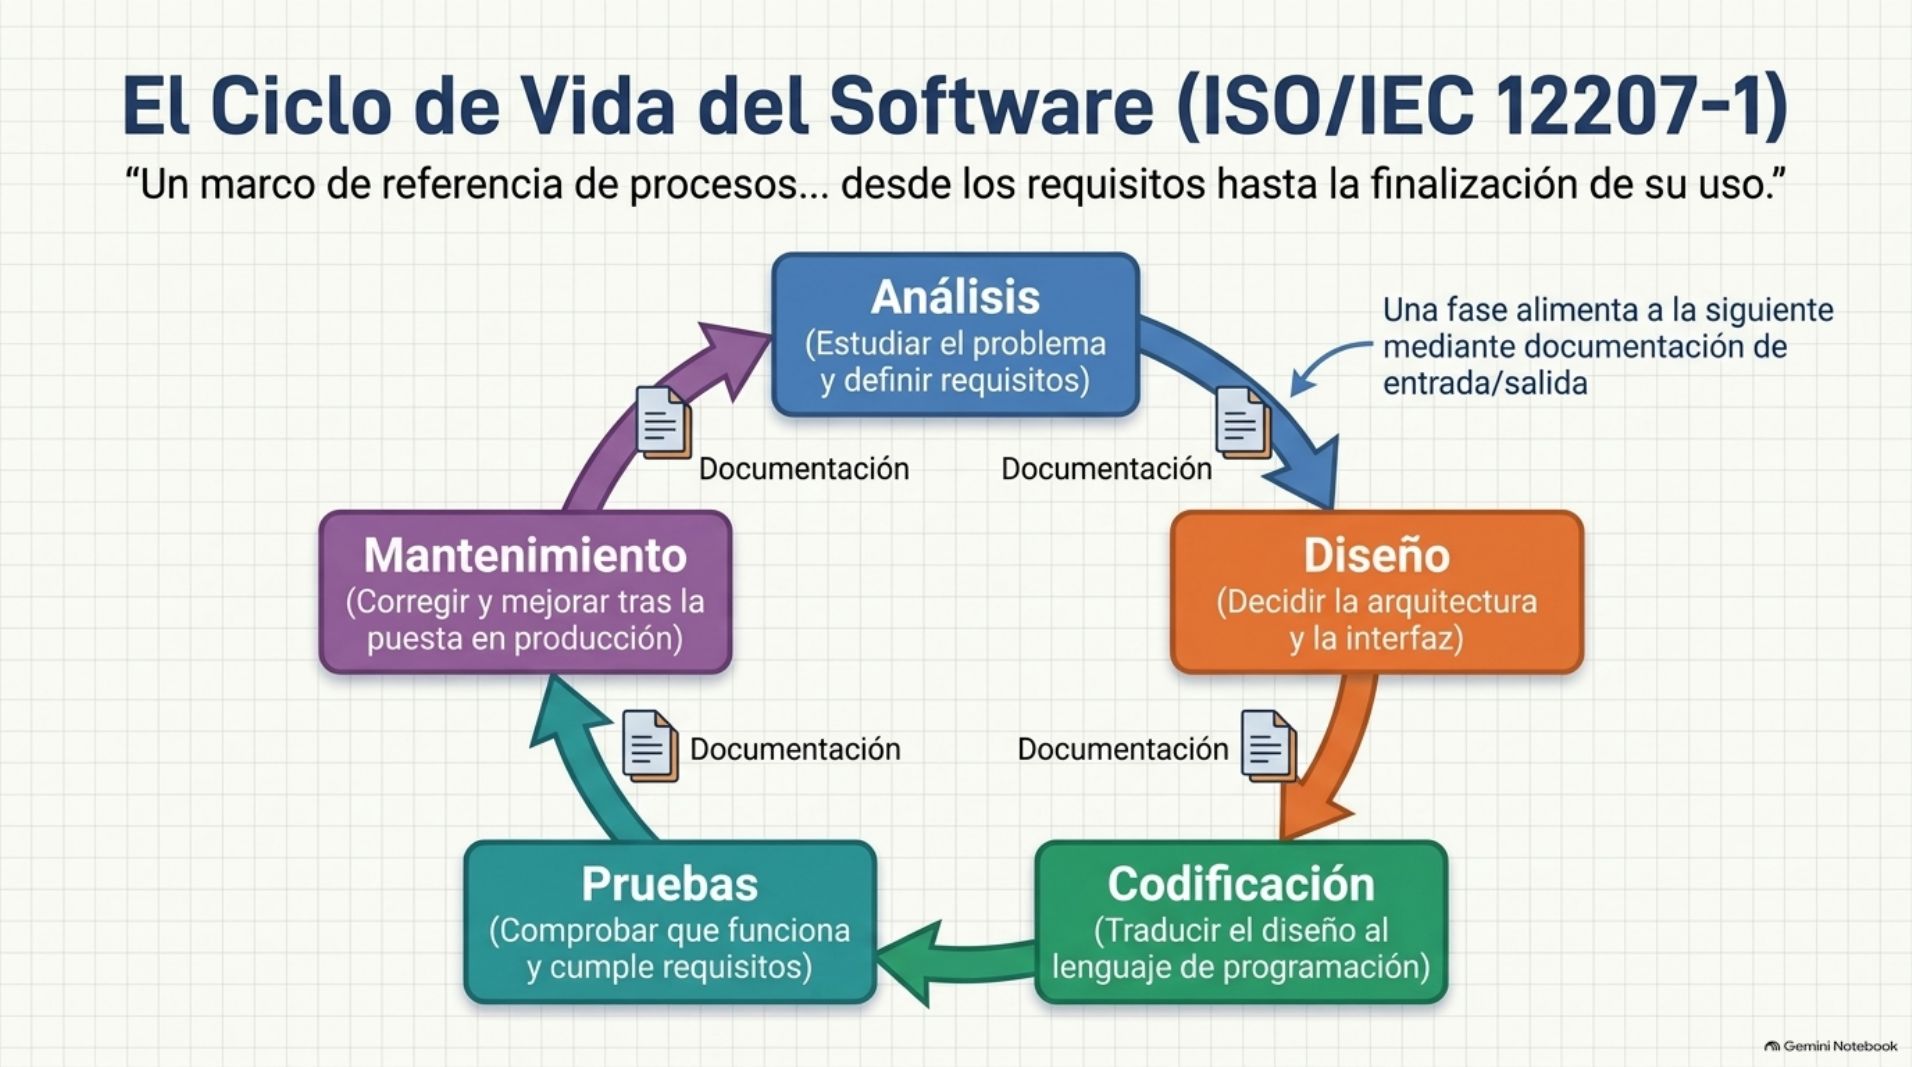 El Ciclo de Vida del Software (ISO/IEC 12207-1)
“Un marco de referencia de procesos... desde los requisitos hasta la finalización de su uso.”
Análisis
(Estudiar el problema
y definir requisitos)
Una fase alimenta a la siguiente
mediante documentación de
entrada/salida
Documentación
Documentación
Mantenimiento
(Corregir y mejorar tras la
puesta en producción)
Diseño
(Decidir la arquitectura
y la interfaz)
Documentación
Documentación
Pruebas
(Comprobar que funciona
y cumple requisitos)
Codificación
(Traducir el diseño al
lenguaje de programación)
Gemini Notebook